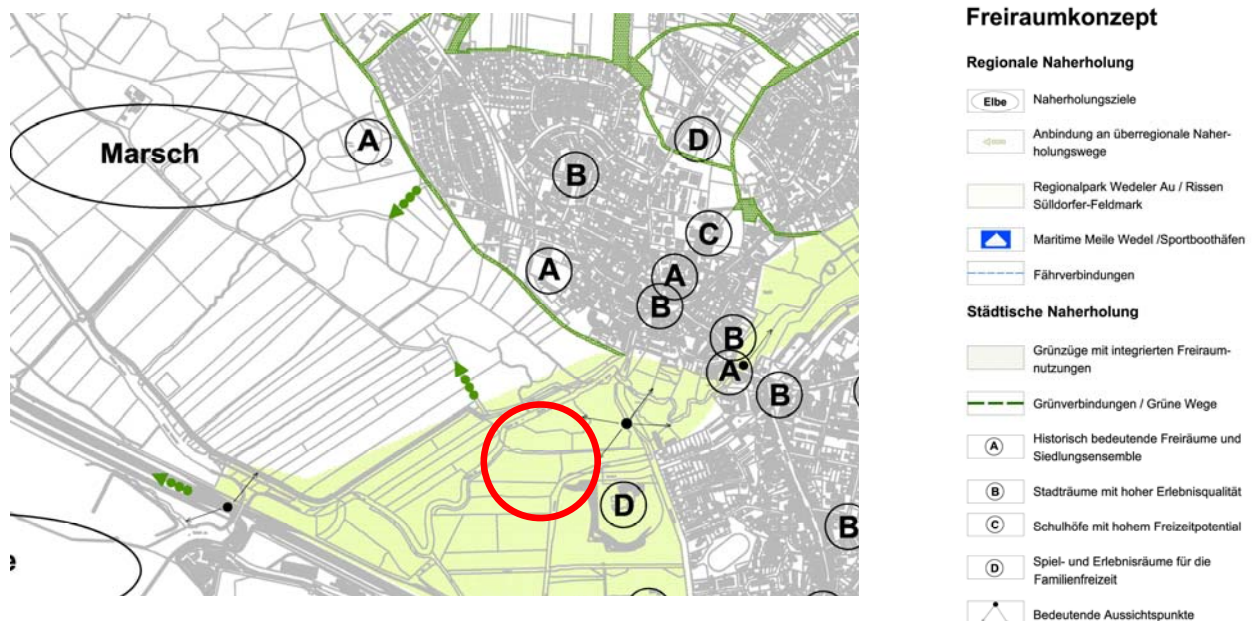 Marsch
A
D
B
C
A
A
B
B
A
B
D
B
e
Freiraumkonzept
Regionale Naherholung
Elbe
Naherholungsziele
Anbindung an überregionale Naher-
holungswege
Regionalpark Wedeler Au / Rissen
Sülldorfer-Feldmark
Maritime Meile Wedel /Sportboothäfen
Fährverbindungen
Städtische Naherholung
Grünzüge mit integrierten Freiraum-
nutzungen
Grünverbindungen / Grüne Wege
A
Historisch bedeutende Freiräume und
Siedlungsensemble
B
Stadträume mit hoher Erlebnisqualität
C
Schulhöfe mit hohem Freizeitpotential
D
Spiel- und Erlebnisräume für die
Familienfreizeit
Bedeutende Aussichtspunkte